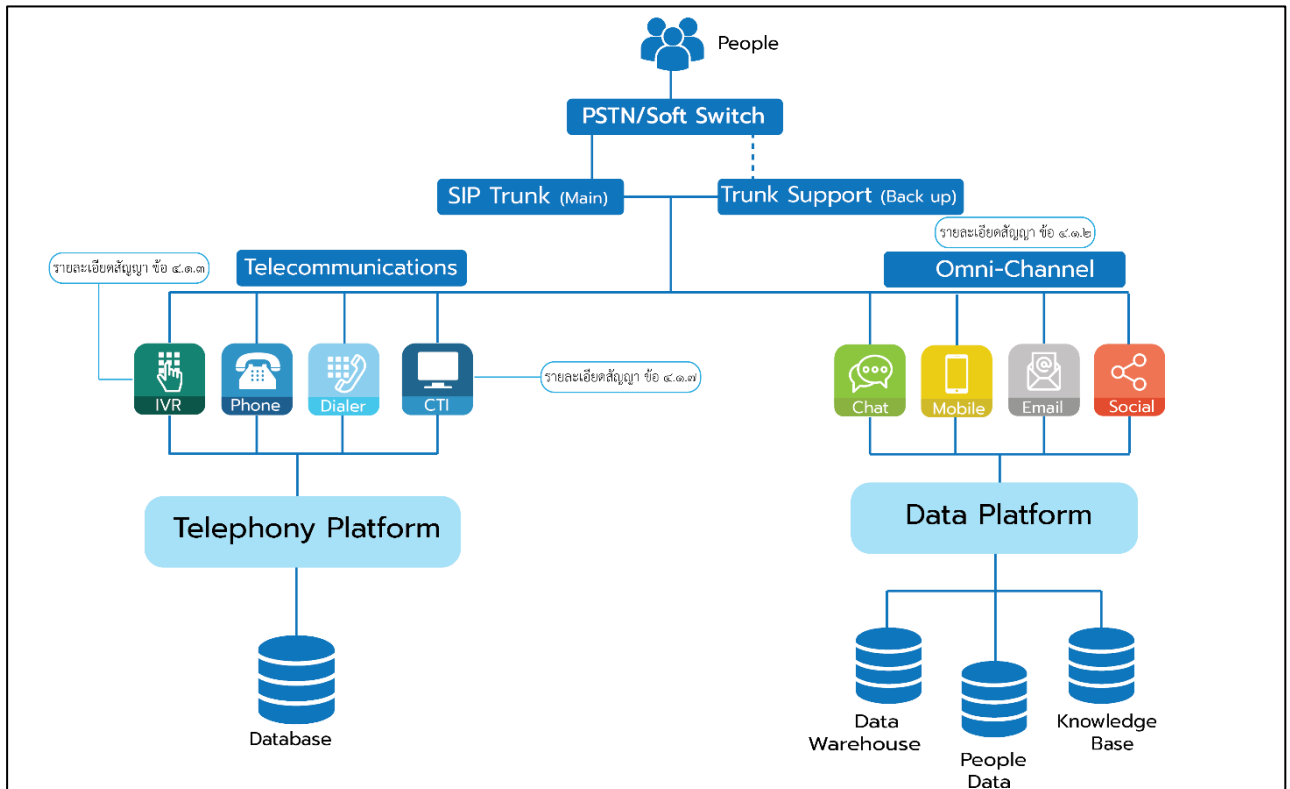 People
PSTN/Soft Switch
SIP Trunk (Main)
Trunk Support (Back up)
รายละเอียดสัญญา ข้อ ๔.๑.๒
รายละเอียดสัญญา ข้อ ๔.๑.๓
Telecommunications
Omni-Channel
IVR
Phone
Dialer
CTI
รายละเอียดสัญญา ข้อ ๔.๑.๗
Chat
Mobile
Email
Social
Telephony Platform
Data Platform
Database
Data
Warehouse
People
Data
Knowledge
Base